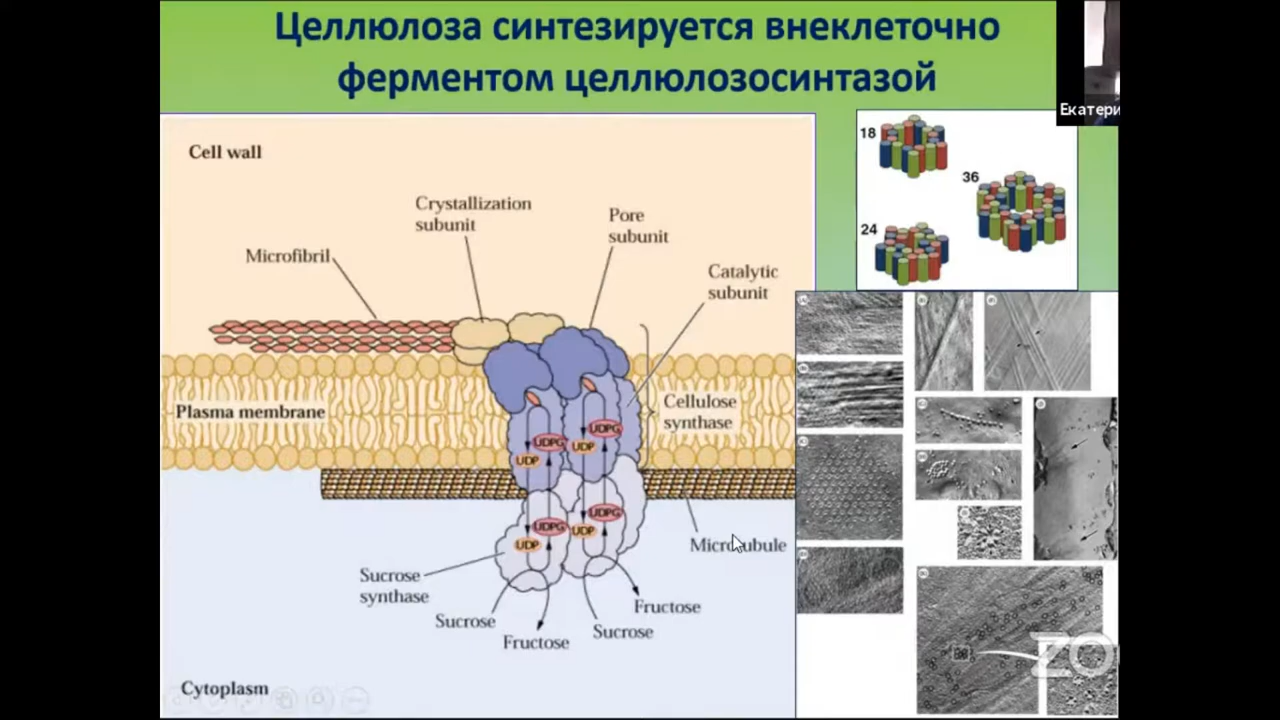 Целлюлоза синтезируется внеклеточно
ферментом целлюлозосинтазой
Екатери
Cell wall
Crystallization
subunit
Pore
subunit
Microfibril
Catalytic
subunit
Plasma membrane
Cellulose
synthase
UDPG
UDP
UDPG
UDP
UDPG
UDP
UDPG
UDP
Microtubule
Sucrose
synthase
Sucrose
Fructose
Sucrose
Fructose
Cytoplasm
18
36
24
ZO